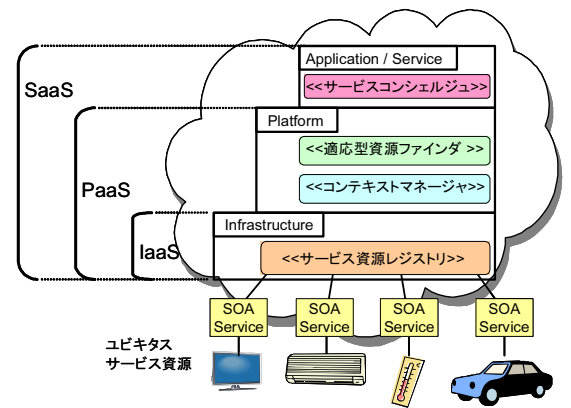 Application / Service
SaaS
<<サービスコンシェルジュ>>
Platform
<<適応型資源ファインダ >>
PaaS
<<コンテキストマネージャ>>
Infrastructure
IaaS
<<サービス資源レジストリ>>
SOA
Service
SOA
Service
SOA
Service
SOA
Service
ユビキタス
サービス資源